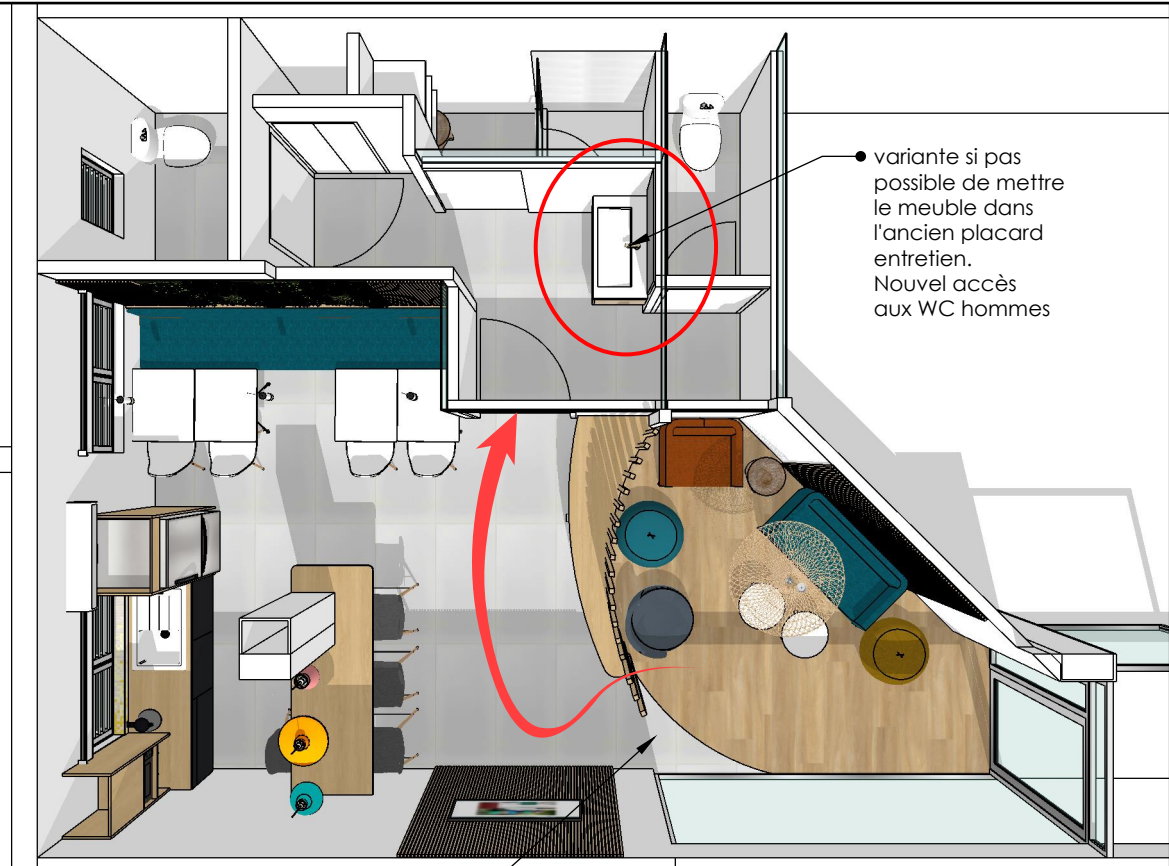 variante si pas
possible de mettre
le meuble dans
l'ancien placard
entretien.
Nouvel accès
aux WC hommes